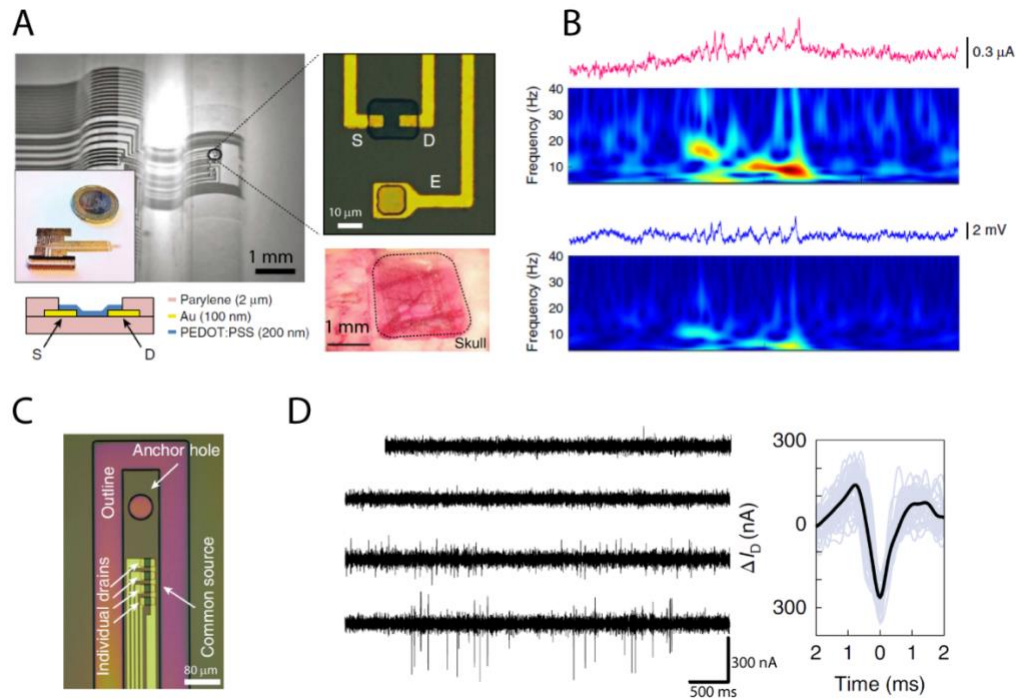 A
S
D
E
10 μm
1 mm
Parylene (2 μm)
Au (100 nm)
PEDOT:PSS (200 nm)
S
D
1 mm
Skull
B
0.3 μA
Frequency (Hz)
40
30
20
10
2 mV
Frequency (Hz)
40
30
20
10
C
Anchor hole
Outline
Individual drains
Common source
80 μm
D
300 nA
500 ms
ΔI_D (nA)
300
0
300
2
1
0
1
2
Time (ms)